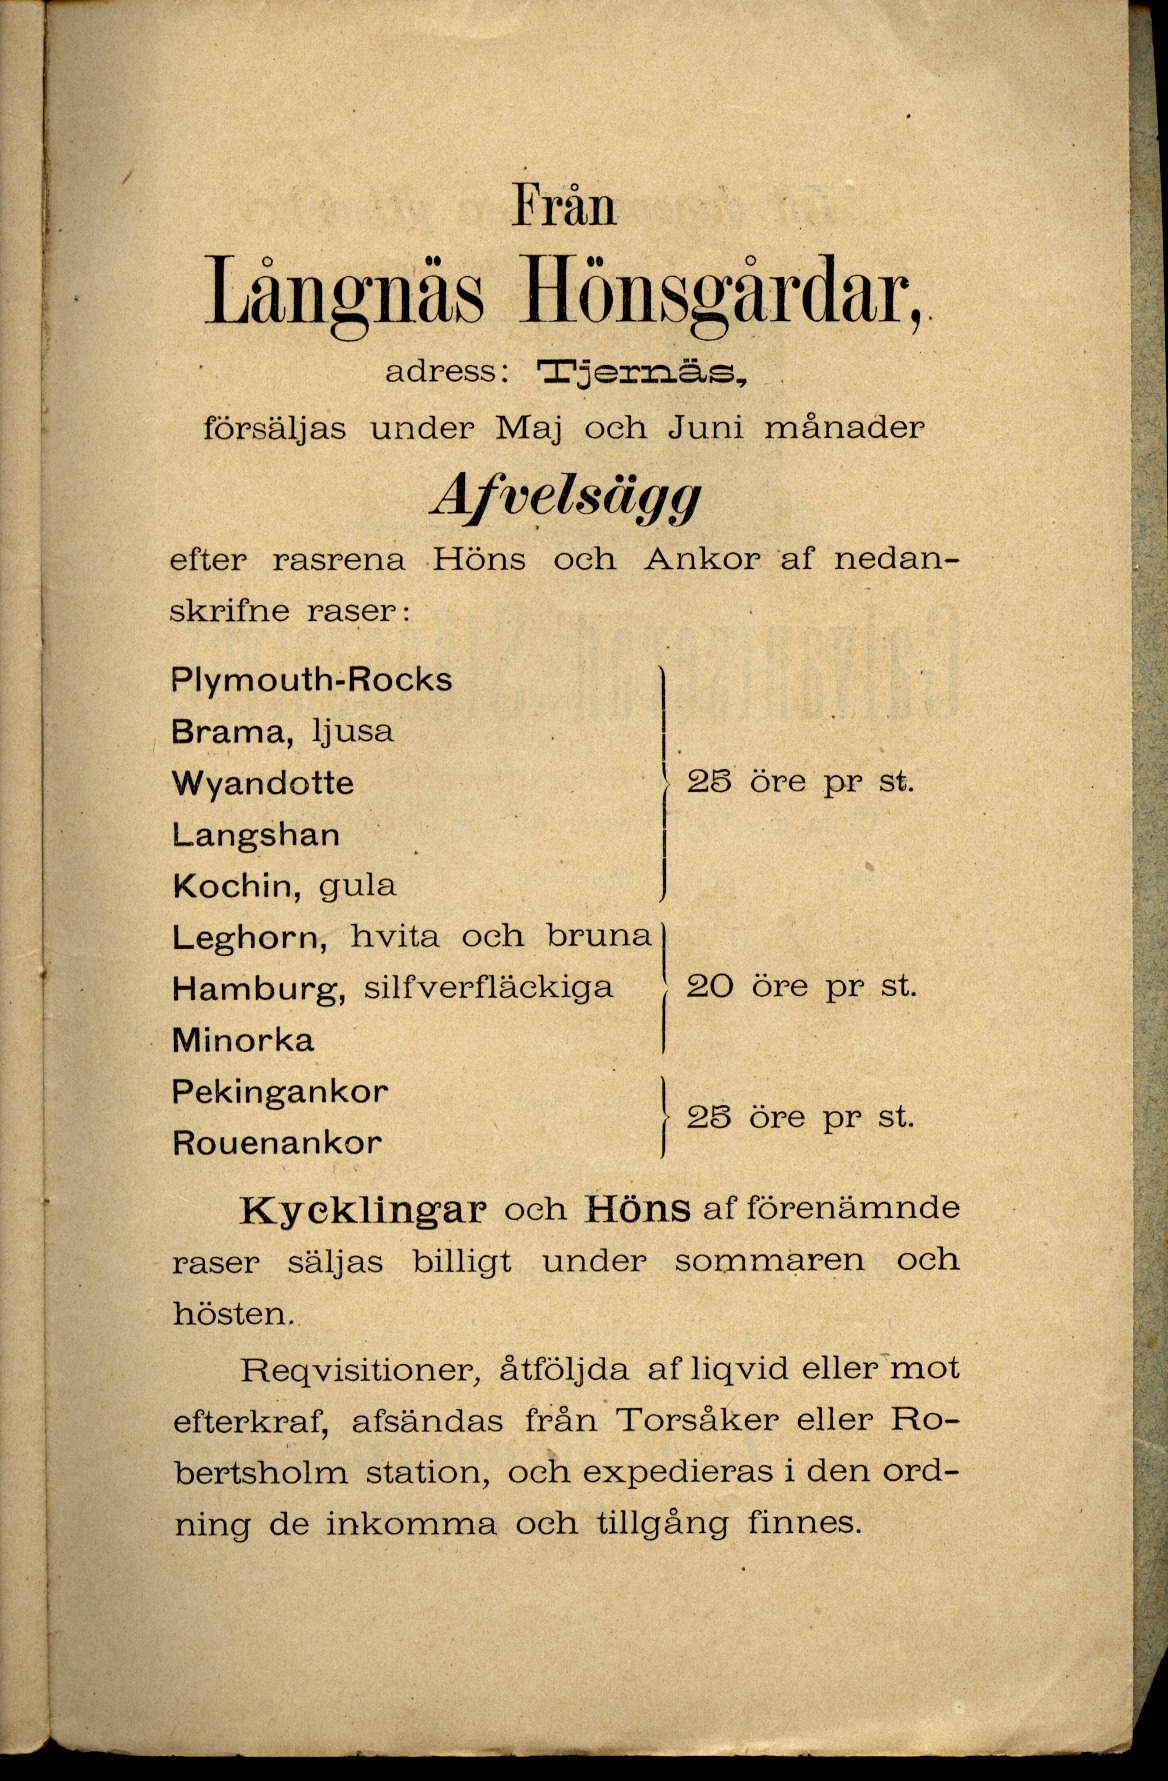 Från
Långnäs Hönsgårdar,
adress: Tjernäs,
försäljas under Maj och Juni månader
Afvelsägg
efter rasrena Höns och Ankor af nedan-
skrifne raser:
Plymouth-Rocks
Brama, ljusa
Wyandotte
25 öre pr st.
Langshan
Kochin, gula
Leghorn, hvita och bruna
Hamburg, silfverfläckiga
20 öre pr st.
Minorka
Pekingankor
25 öre pr st.
Rouenankor
Kycklingar och Höns af förenämnde
raser säljas billigt under sommaren och
hösten.
Reqvisitioner, åtföljda af liqvid eller mot
efterkraf, afsändas från Torsåker eller Ro-
bertsholm station, och expedieras i den ord-
ning de inkomma och tillgång finnes.